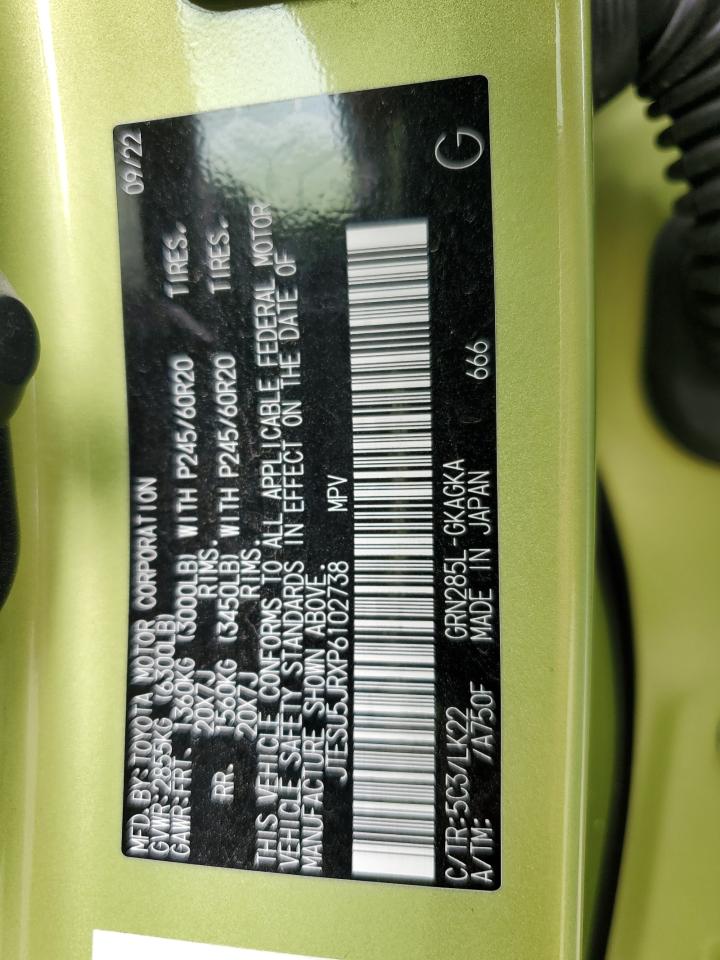 MFD. BY: TOYOTA MOTOR CORPORATION 09/22
GVWR: 2855KG (6300LB)
GAWR: FRT. 1360KG (3000LB) WITH P245/60R20 TIRES.
20X7J RIMS.
RR. 1560KG (3450LB) WITH P245/60R20 TIRES.
20X7J RIMS.
THIS VEHICLE CONFORMS TO ALL APPLICABLE FEDERAL MOTOR
VEHICLE SAFETY STANDARDS IN EFFECT ON THE DATE OF
MANUFACTURE SHOWN ABOVE.
JTESU5JRXP6102738 MPV
C/TR: 5C3/LK22 GRN285L-GKAGKA G
A/TM: /A750F MADE IN JAPAN 666